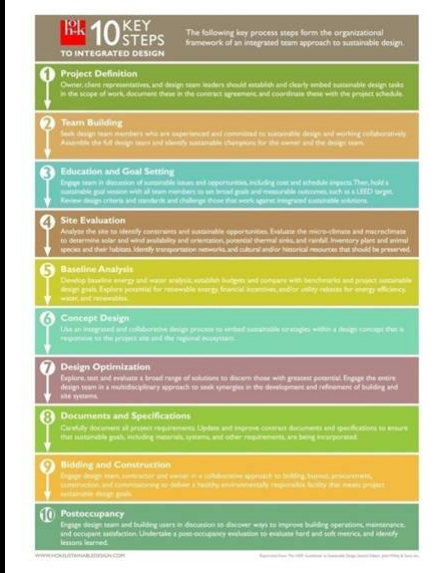 hok 10 KEY
STEPS
TO INTEGRATED DESIGN
The following key process steps form the organizational
framework of an integrated team approach to sustainable design.
1 Project Definition
Owner, client representatives, and design team leaders should establish and clearly embed sustainable design tasks
in the scope of work, document these in the contract agreement, and coordinate these with the project schedule.
2 Team Building
Seek design team members who are experienced and committed to sustainable design and working collaboratively.
Assemble the full design team and identify sustainable champions for the owner and the design team.
3 Education and Goal Setting
Engage team in discussion of sustainable issues and opportunities, including cost and schedule impacts. Then, hold a
sustainable goal session with all team members to set broad goals and measurable outcomes, such as a LEED target.
Review design criteria and standards and challenge those that work against integrated sustainable solutions.
4 Site Evaluation
Analyze the site to identify constraints and sustainable opportunities. Evaluate the micro-climate and macroclimate
to determine solar and wind availability and orientation, potential thermal sinks, and rainfall. Inventory plant and animal
species and their habitats. Identify transportation networks, and cultural and/or historical resources that should be preserved.
5 Baseline Analysis
Develop baseline energy and water analysis, establish budgets and compare with benchmarks and project sustainable
design goals. Explore potential for renewable energy, financial incentives, and/or utility rebates for energy efficiency,
water, and renewables.
6 Concept Design
Use an integrated and collaborative design process to embed sustainable strategies within a design concept that is
responsive to the project site and the regional ecosystem.
7 Design Optimization
Explore, test and evaluate a broad range of solutions to discern those with greatest potential. Engage the entire
design team in a multidisciplinary approach to seek synergies in the development and refinement of building and
site systems.
8 Documents and Specifications
Carefully document all project requirements. Update and improve contract documents and specifications to ensure
that sustainable goals, including materials, systems, and other requirements, are being incorporated.
9 Bidding and Construction
Engage design team, contractor and owner in a collaborative approach to bidding, buyout, procurement,
construction, and commissioning to deliver a healthy, environmentally responsible facility that meets project
sustainable design goals.
10 Postoccupancy
Engage design team and building users in discussion to discover ways to improve building operations, maintenance,
and occupant satisfaction. Undertake a post-occupancy evaluation to evaluate hard and soft metrics, and identify
lessons learned.
WWW.HOKSUSTAINABLEDESIGN.COM